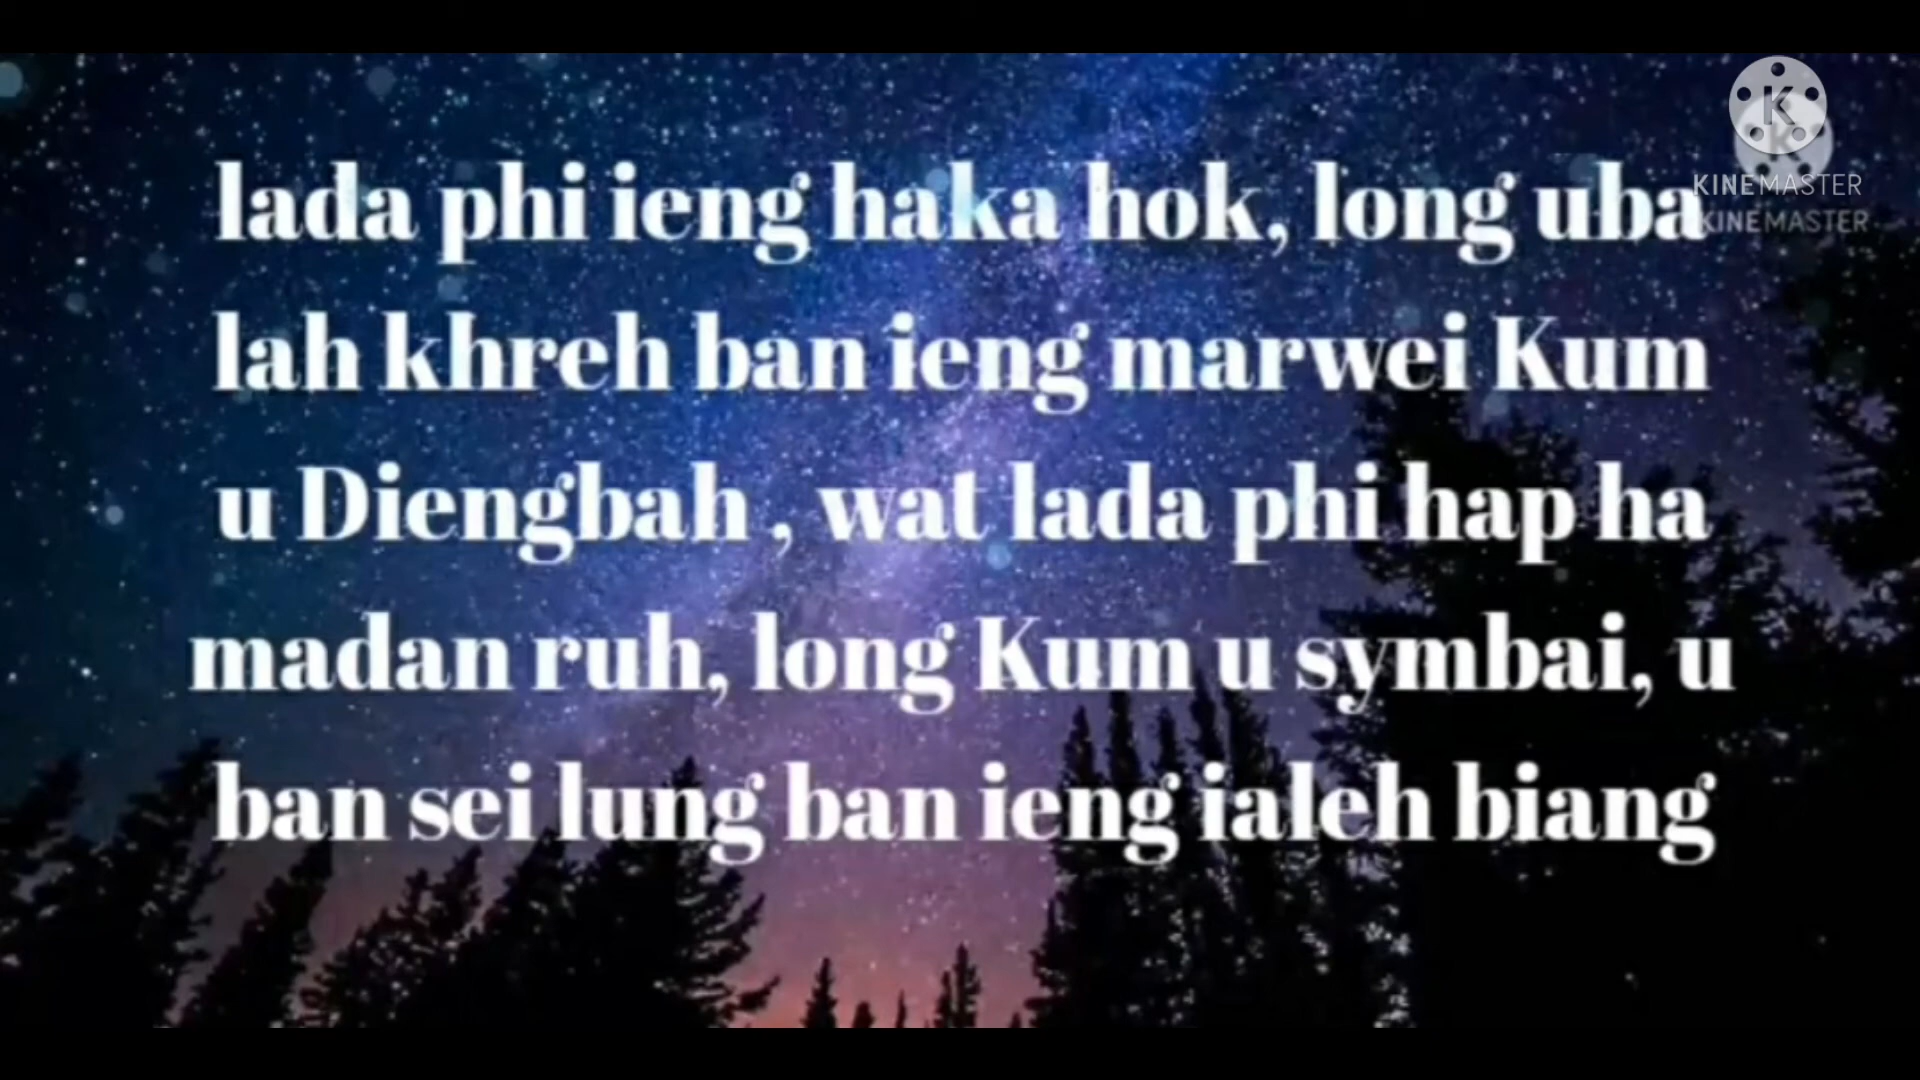 lada phi ieng haka hok, long uba
lah khreh ban ieng marwei Kum
u Diengbah , wat lada phi hap ha
madan ruh, long Kum u symbai, u
ban sei lung ban ieng ialeh biang
KINEMASTER
KINEMASTER